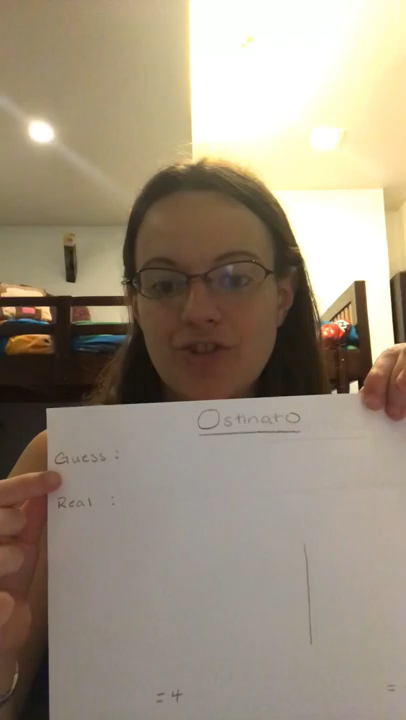 Ostinato
Guess :
Real :
= 4 =